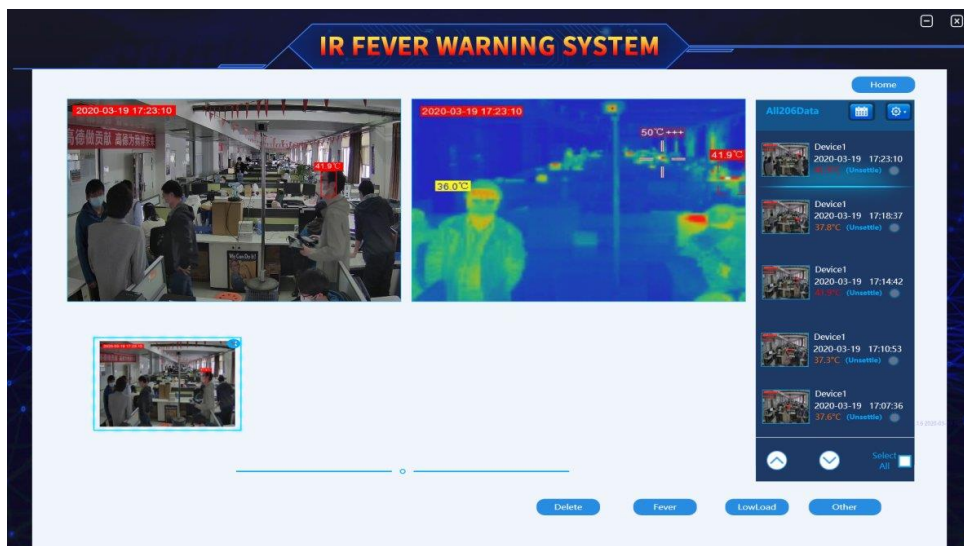 IR FEVER WARNING SYSTEM
Home
2020-03-19 17:23:10
41.9°C
2020-03-19 17:23:10
50°C
41.9°C
36.0°C
We Can Do It!
All206Data
Device1
2020-03-19 17:23:10
(Unsettle)
Device1
2020-03-19 17:18:37
37.8°C (Unsettle)
Device1
2020-03-19 17:14:42
(Unsettle)
Device1
2020-03-19 17:10:53
37.3°C (Unsettle)
Device1
2020-03-19 17:07:36
37.6°C (Unsettle)
Select
All
Delete
Fever
LowLoad
Other